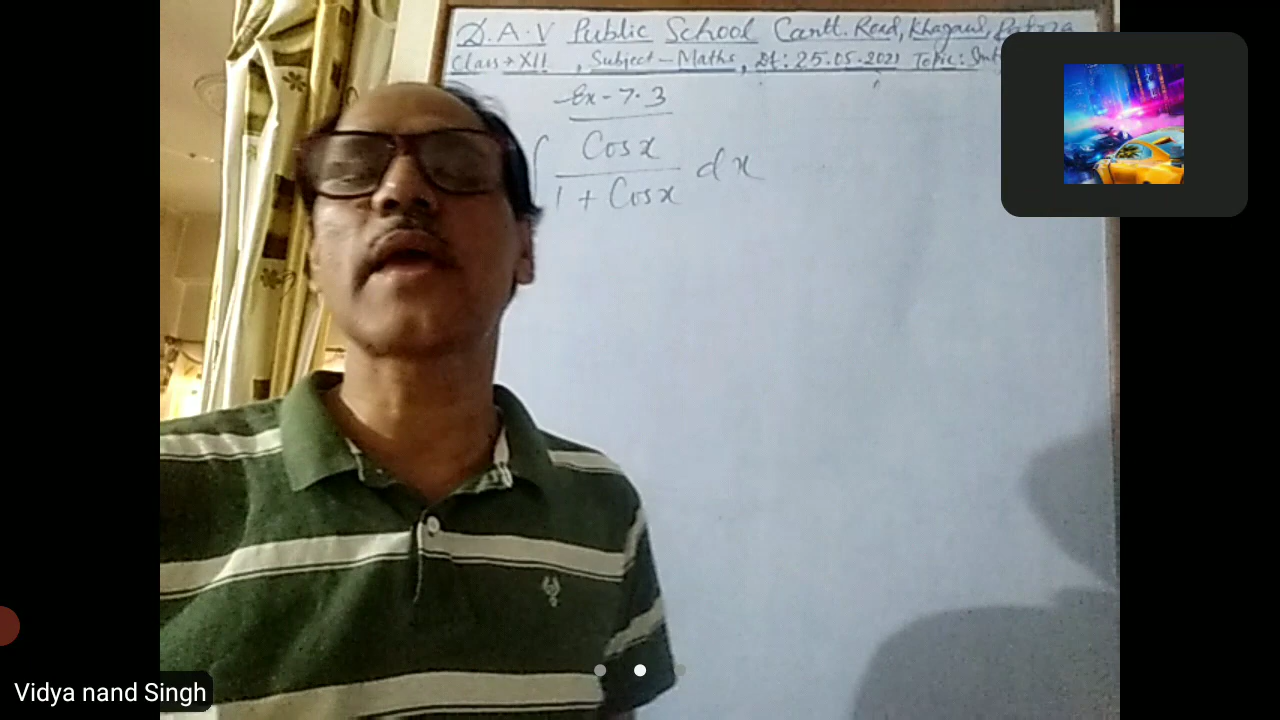 D.A.V Public School Cantt. Road, Khagaul, Patna
Class → XII , Subject - Maths, Dt: 25.05.2021 Topic:
Ex - 7.3
∫ Cos x / 1 + Cos x dx
Vidya nand Singh